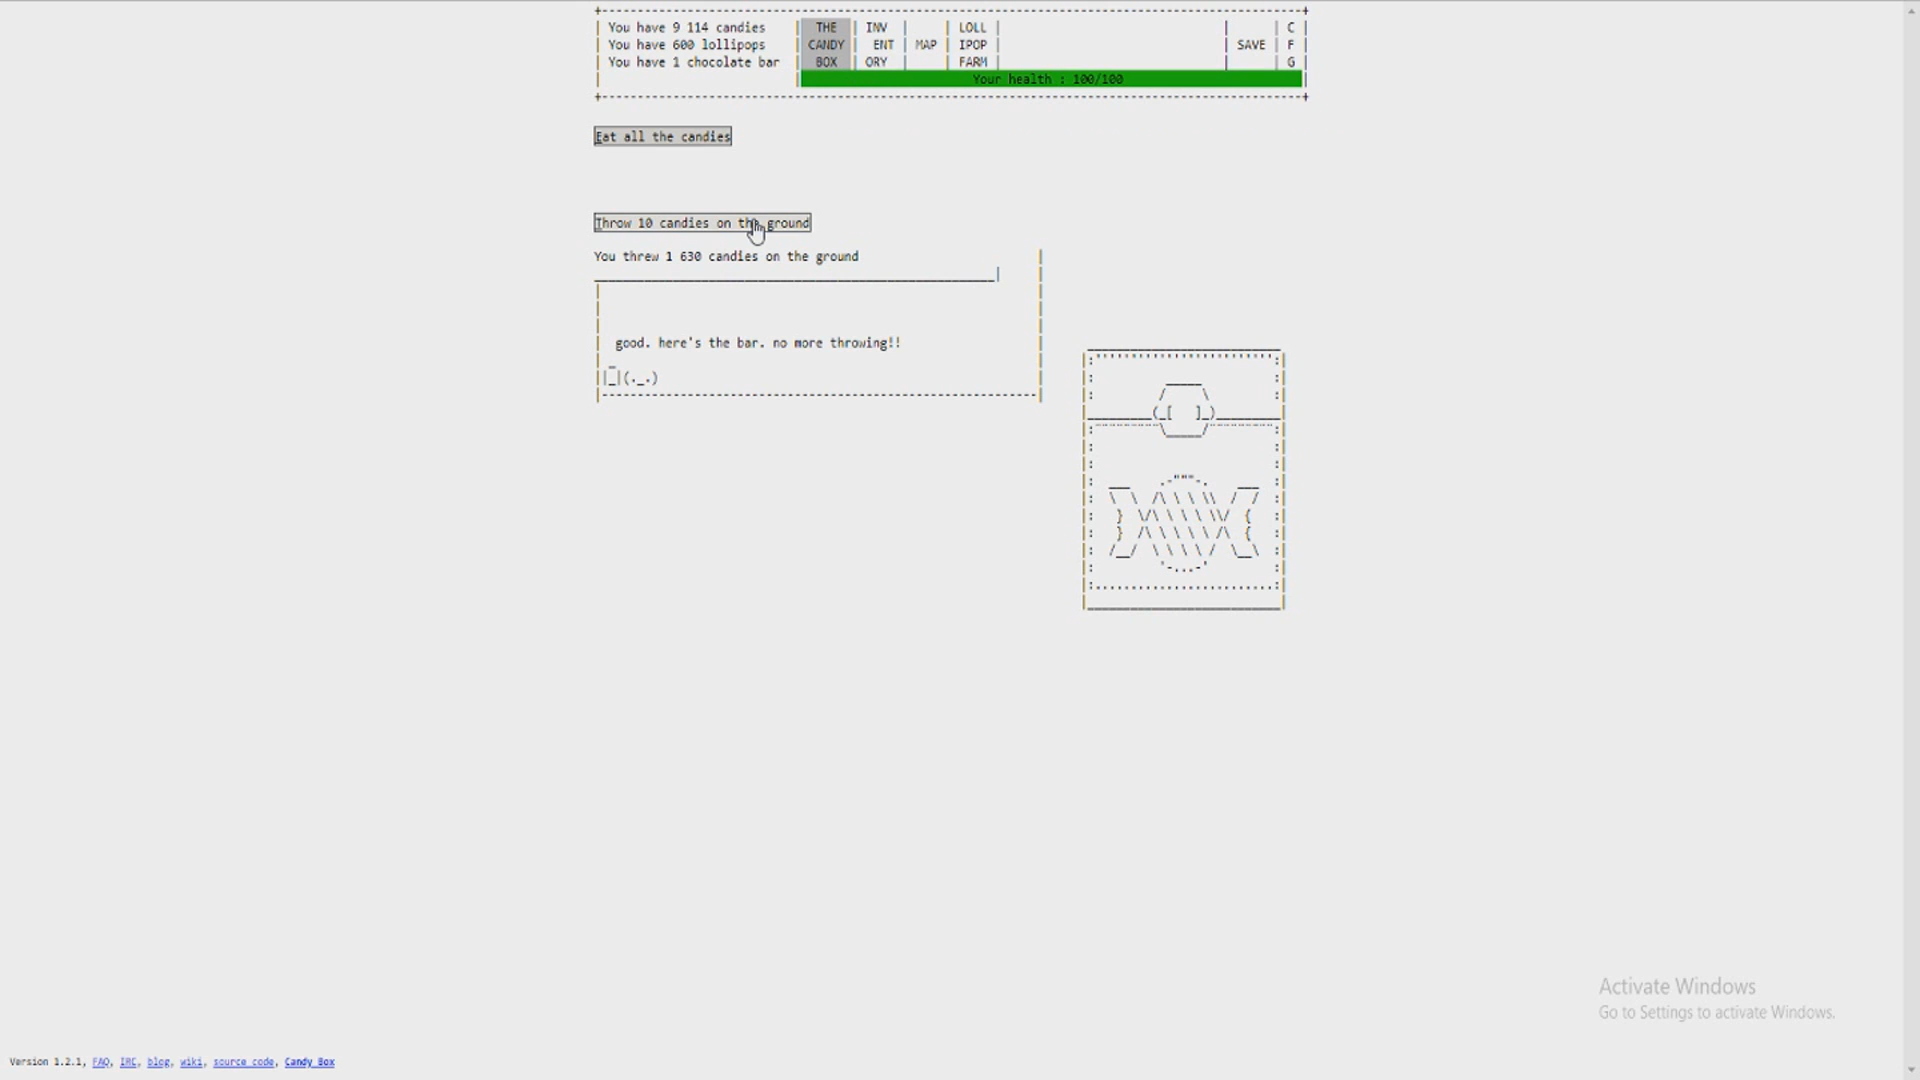 You have 9 114 candies
You have 600 lollipops
You have 1 chocolate bar
THE
CANDY
BOX
INV
ENT
ORY
MAP
LOLL
IPOP
FARM
SAVE
C
F
G
Your health : 100/100
Eat all the candies
Throw 10 candies on the ground
You threw 1 630 candies on the ground
good. here's the bar. no more throwing!!
|_|(._.)
Activate Windows
Go to Settings to activate Windows.
Version 1.2.1, FAQ, IRC, blog, wiki, source code, Candy Box